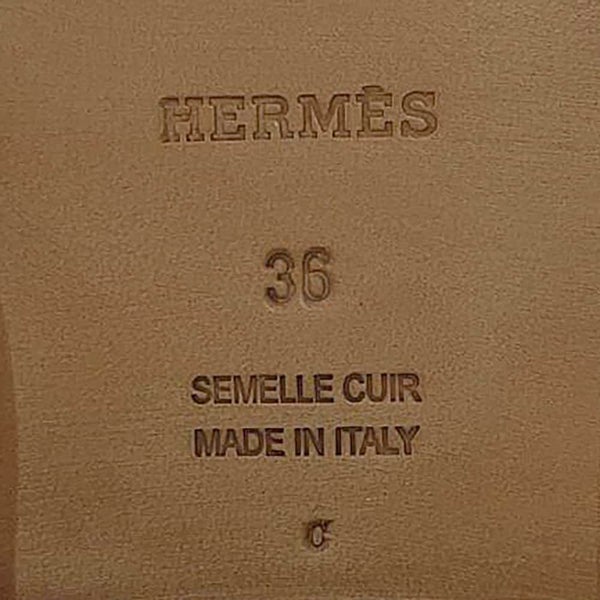 HERMÈS
36
SEMELLE CUIR
MADE IN ITALY